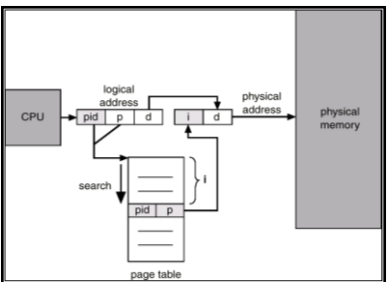 logical
address
physical
address
CPU
pid p d
i d
physical
memory
search
i
pid p
page table